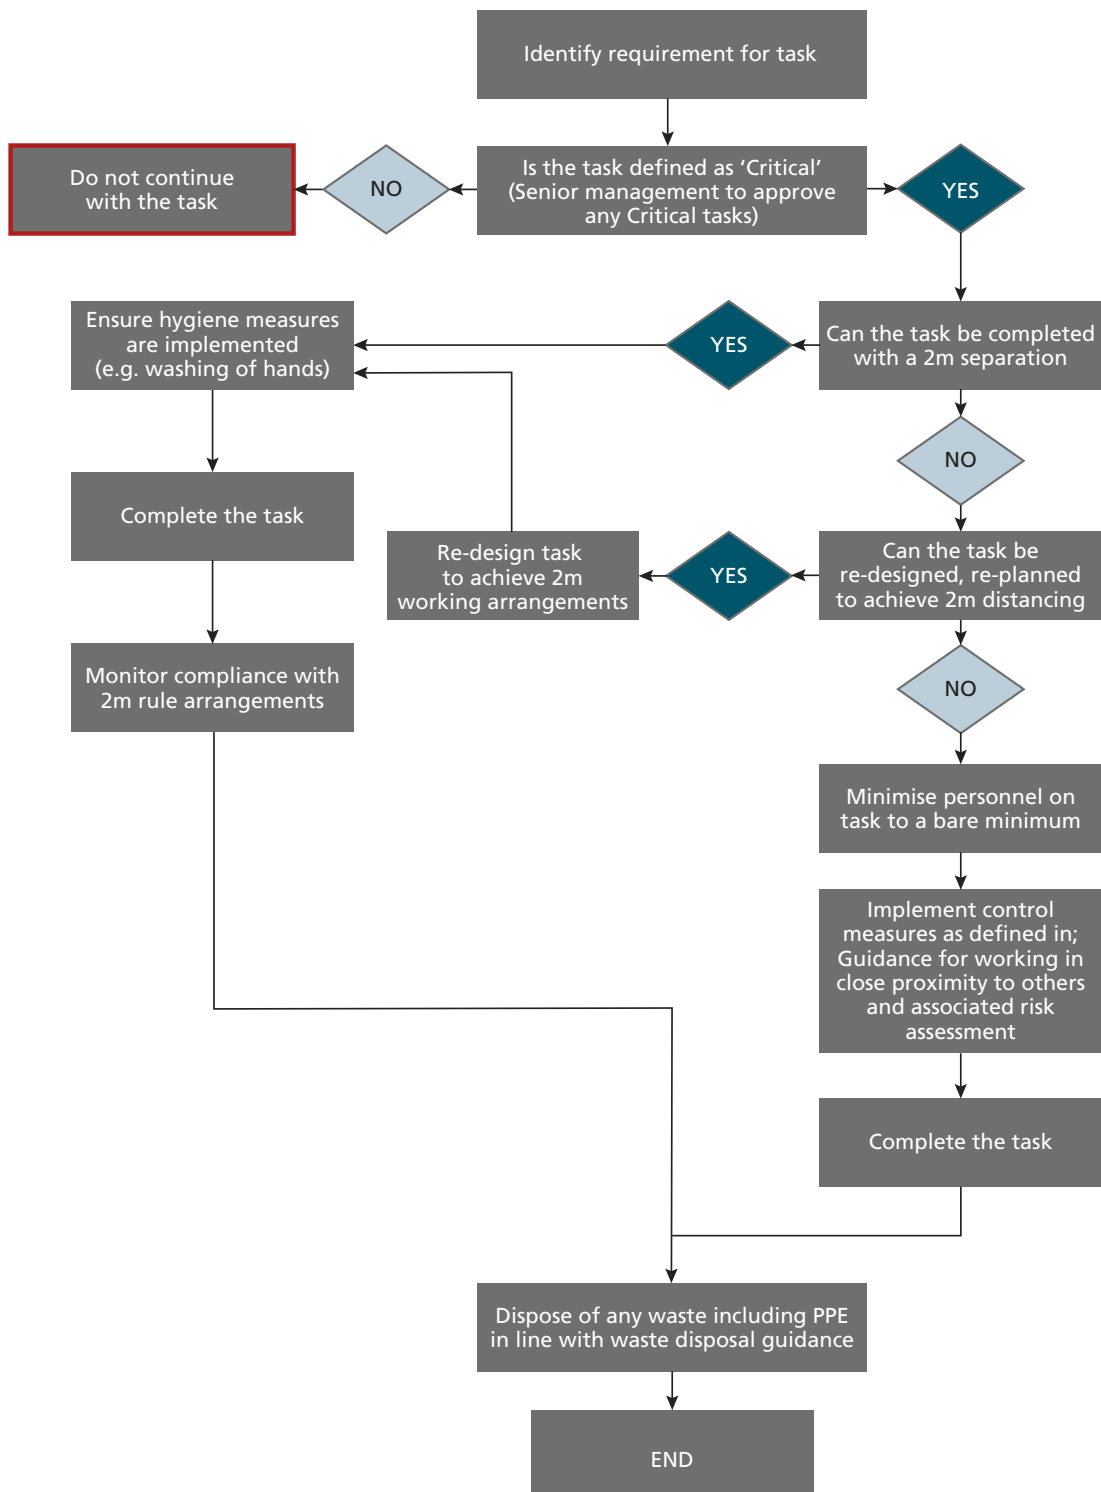 Identify requirement for task
Do not continue
with the task
NO
Is the task defined as 'Critical'
(Senior management to approve
any Critical tasks)
YES
Ensure hygiene measures
are implemented
(e.g. washing of hands)
YES
Can the task be completed
with a 2m separation
NO
Complete the task
Re-design task
to achieve 2m
working arrangements
YES
Can the task be
re-designed, re-planned
to achieve 2m distancing
Monitor compliance with
2m rule arrangements
NO
Minimise personnel on
task to a bare minimum
Implement control
measures as defined in;
Guidance for working in
close proximity to others
and associated risk
assessment
Complete the task
Dispose of any waste including PPE
in line with waste disposal guidance
END